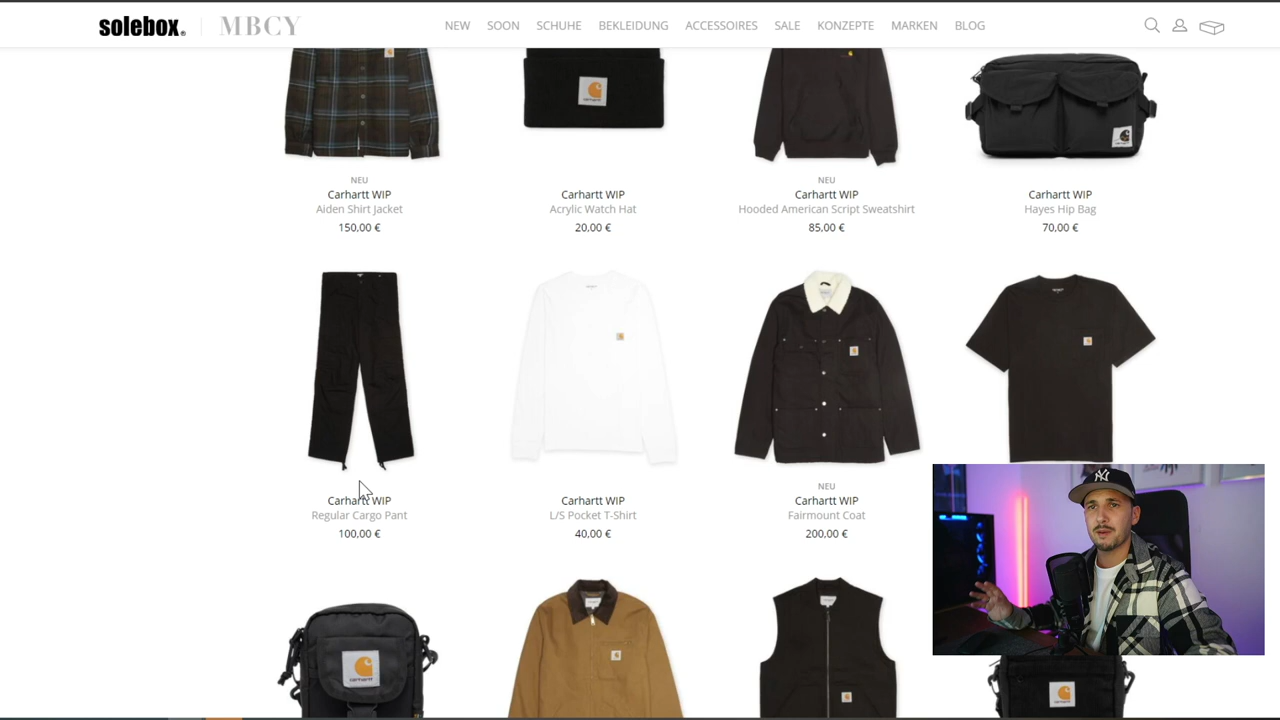 solebox®
MBCY
NEW SOON SCHUHE BEKLEIDUNG ACCESSOIRES SALE KONZEPTE MARKEN BLOG
NEU
Carhartt WIP
Aiden Shirt Jacket
150,00 €
Carhartt WIP
Acrylic Watch Hat
20,00 €
NEU
Carhartt WIP
Hooded American Script Sweatshirt
85,00 €
Carhartt WIP
Hayes Hip Bag
70,00 €
Carhartt WIP
Regular Cargo Pant
100,00 €
Carhartt WIP
L/S Pocket T-Shirt
40,00 €
NEU
Carhartt WIP
Fairmount Coat
200,00 €
carhartt
carhartt